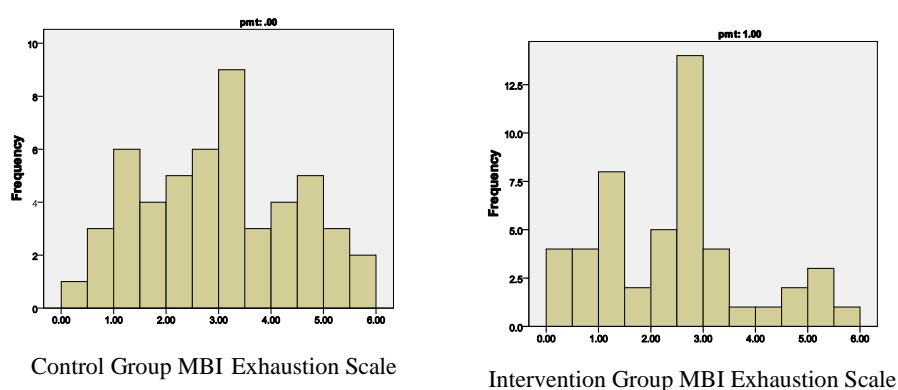 pmt: .00
10
8
6
4
2
0
Frequency
0.00 1.00 2.00 3.00 4.00 5.00 6.00
Control Group MBI Exhaustion Scale
pmt: 1.00
12.5
10.0
7.5
5.0
2.5
0.0
Frequency
0.00 1.00 2.00 3.00 4.00 5.00 6.00
Intervention Group MBI Exhaustion Scale